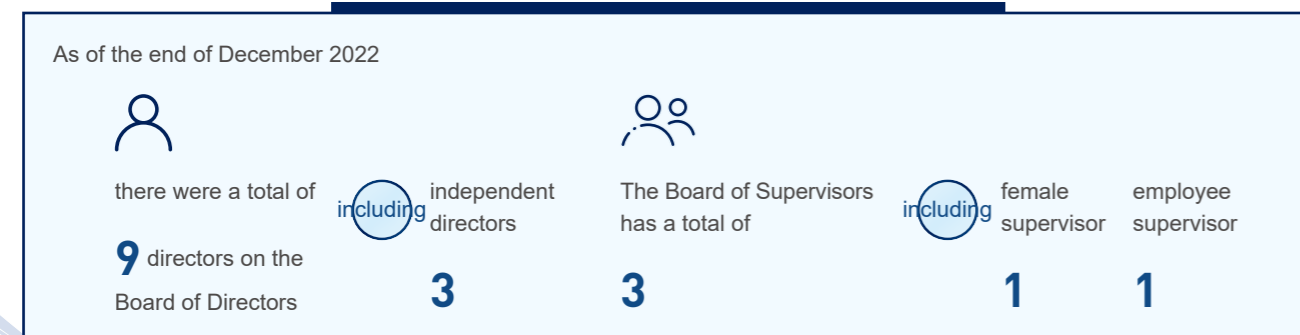 As of the end of December 2022
there were a total of
9 directors on the
Board of Directors
including
independent
directors
3
The Board of Supervisors
has a total of
3
including
female
supervisor
1
employee
supervisor
1